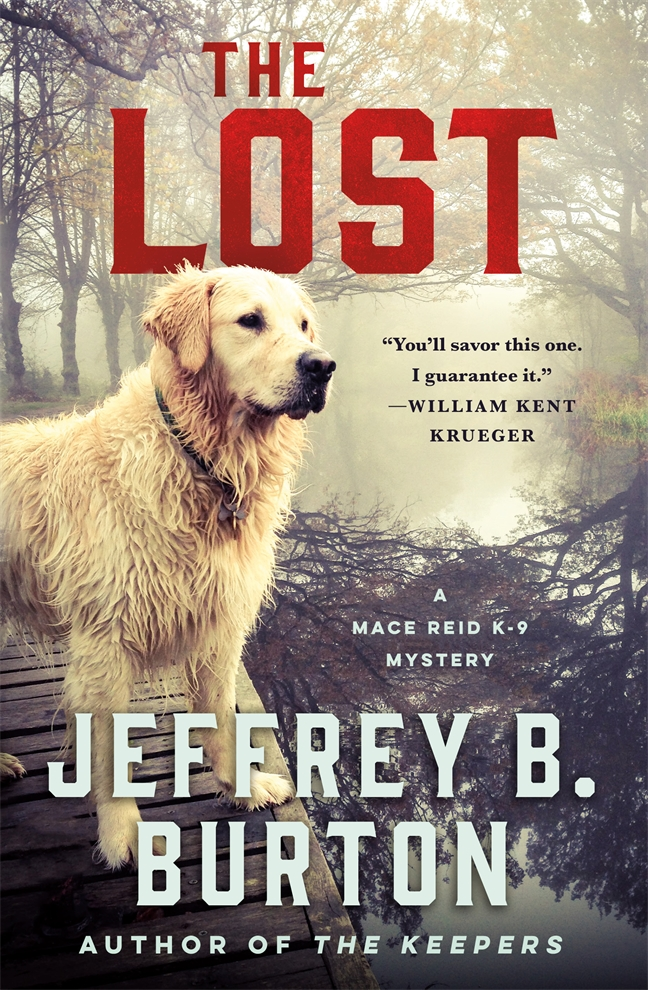 THE
LOST
“You’ll savor this one.
I guarantee it.”
—WILLIAM KENT
KRUEGER
A
MACE REID K-9
MYSTERY
JEFFREY B.
BURTON
AUTHOR OF THE KEEPERS